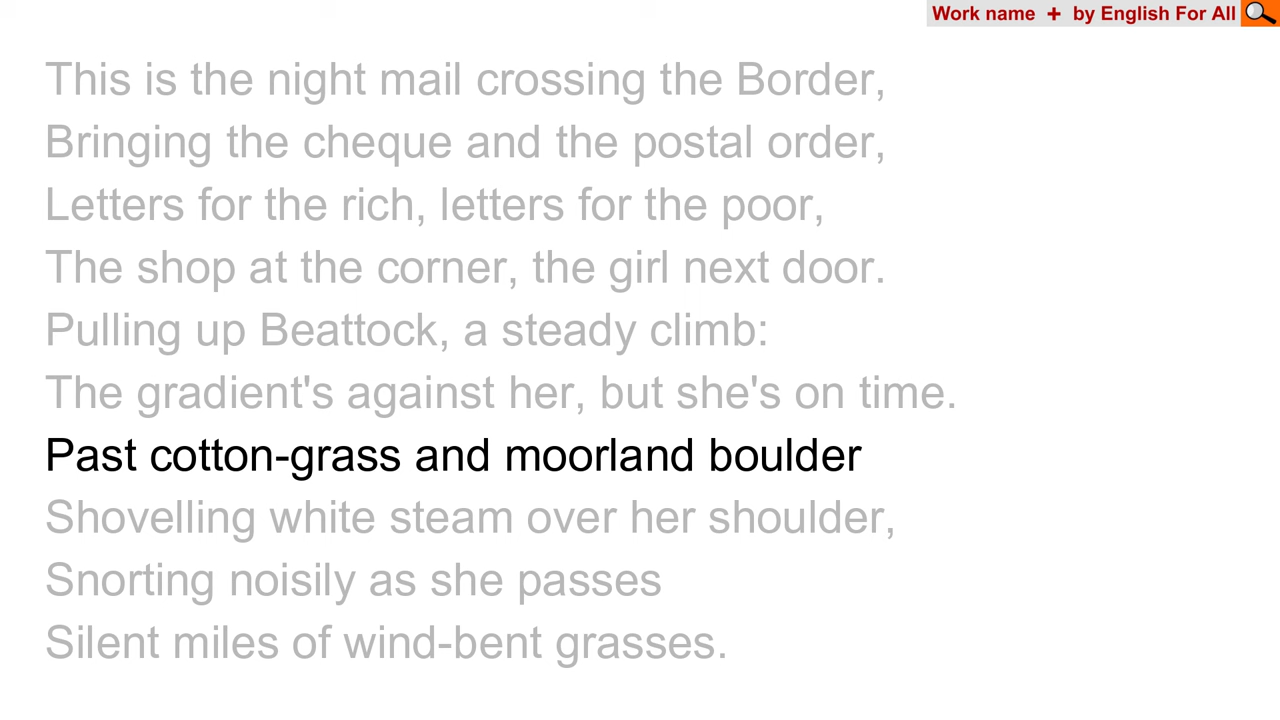 Work name + by English For All
This is the night mail crossing the Border,
Bringing the cheque and the postal order,
Letters for the rich, letters for the poor,
The shop at the corner, the girl next door.
Pulling up Beattock, a steady climb:
The gradient's against her, but she's on time.
Past cotton-grass and moorland boulder
Shovelling white steam over her shoulder,
Snorting noisily as she passes
Silent miles of wind-bent grasses.